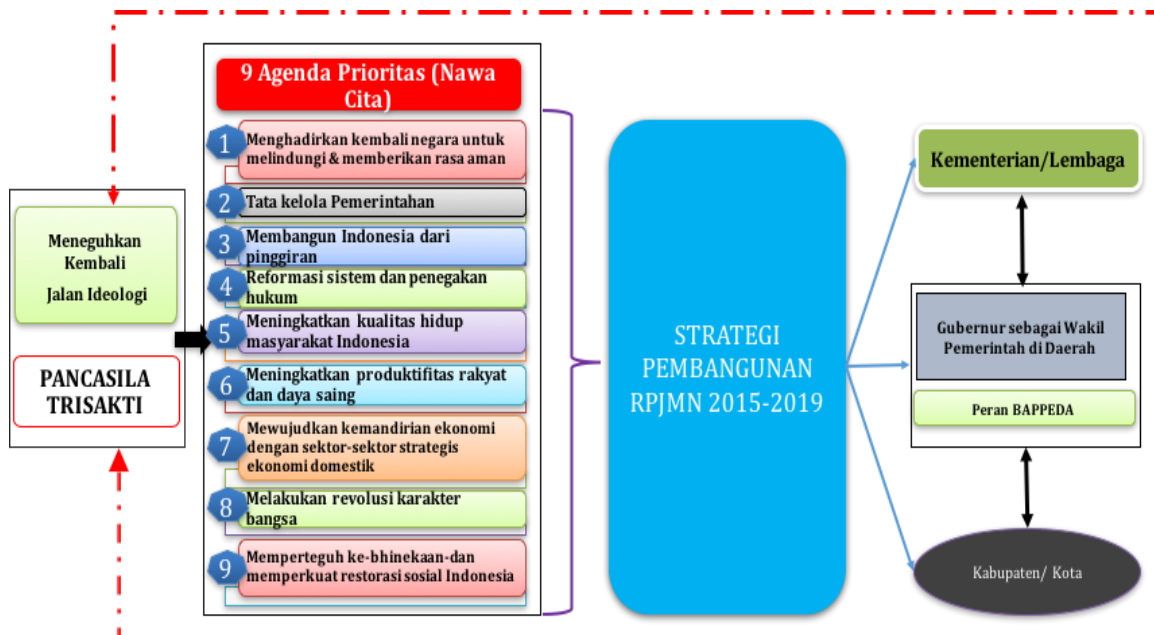 Meneguhkan
Kembali
Jalan Ideologi
PANCASILA
TRISAKTI
9 Agenda Prioritas (Nawa
Cita)
1
Menghadirkan kembali negara untuk
melindungi & memberikan rasa aman
2
Tata kelola Pemerintahan
3
Membangun Indonesia dari
pinggiran
4
Reformasi sistem dan penegakan
hukum
5
Meningkatkan kualitas hidup
masyarakat Indonesia
6
Meningkatkan produktifitas rakyat
dan daya saing
7
Mewujudkan kemandirian ekonomi
dengan sektor-sektor strategis
ekonomi domestik
8
Melakukan revolusi karakter
bangsa
9
Memperteguh ke-bhinekaan-dan
memperkuat restorasi sosial Indonesia
STRATEGI
PEMBANGUNAN
RPJMN 2015-2019
Kementerian/Lembaga
Gubernur sebagai Wakil
Pemerintah di Daerah
Peran BAPPEDA
Kabupaten/ Kota